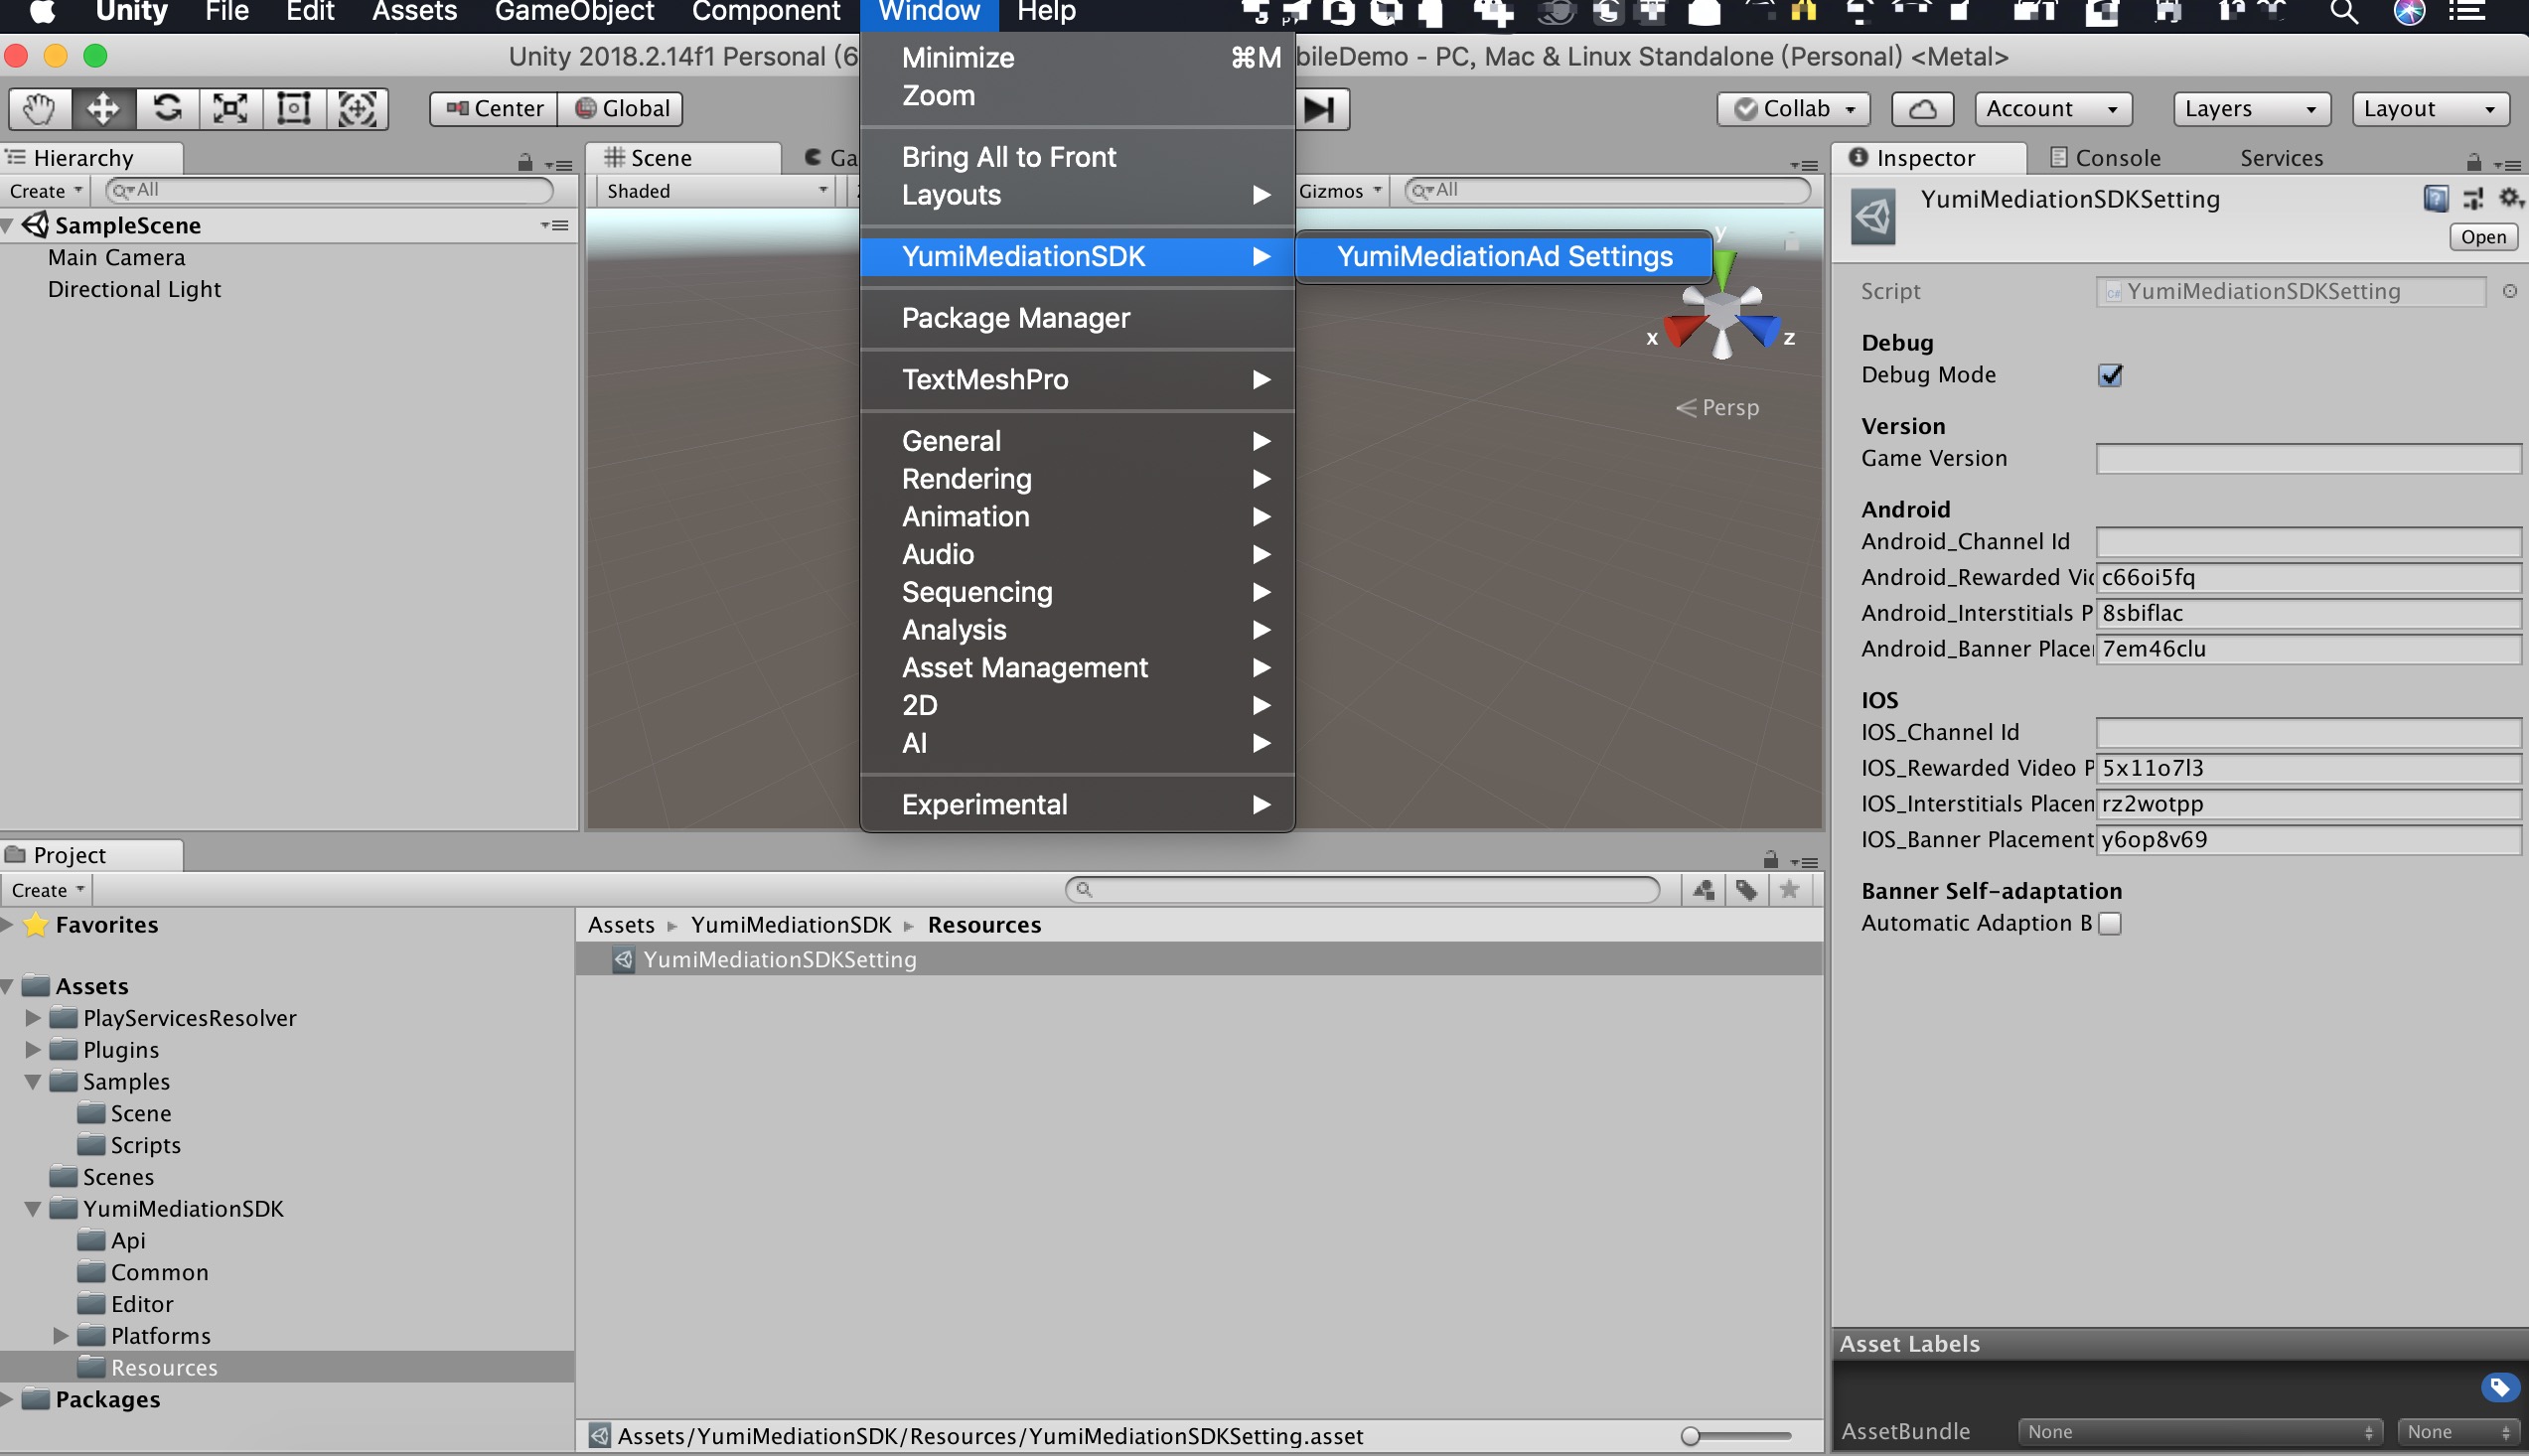 Unity File Edit Assets GameObject Component Window Help
Unity 2018.2.14f1 Personal (6
bileDemo - PC, Mac & Linux Standalone (Personal) <Metal>
Center Global
Collab Account Layers Layout
Minimize ⌘M
Zoom
Bring All to Front
Layouts
YumiMediationSDK
YumiMediationAd Settings
Package Manager
TextMeshPro
General
Rendering
Animation
Audio
Sequencing
Analysis
Asset Management
2D
AI
Experimental
Hierarchy
Create All
SampleScene
Main Camera
Directional Light
Scene Ga
Shaded
Gizmos All
y
x z
Persp
Inspector Console Services
YumiMediationSDKSetting
Open
Script YumiMediationSDKSetting
Debug
Debug Mode
Version
Game Version
Android
Android_Channel Id
Android_Rewarded Vic c66oi5fq
Android_Interstitials P 8sbiflac
Android_Banner Placer 7em46clu
IOS
IOS_Channel Id
IOS_Rewarded Video P 5x11o7l3
IOS_Interstitials Placen rz2wotpp
IOS_Banner Placement y6op8v69
Banner Self-adaptation
Automatic Adaption B
Project
Create
Favorites
Assets
PlayServicesResolver
Plugins
Samples
Scene
Scripts
Scenes
YumiMediationSDK
Api
Common
Editor
Platforms
Resources
Packages
Assets YumiMediationSDK Resources
YumiMediationSDKSetting
Assets/YumiMediationSDK/Resources/YumiMediationSDKSetting.asset
Asset Labels
AssetBundle None None